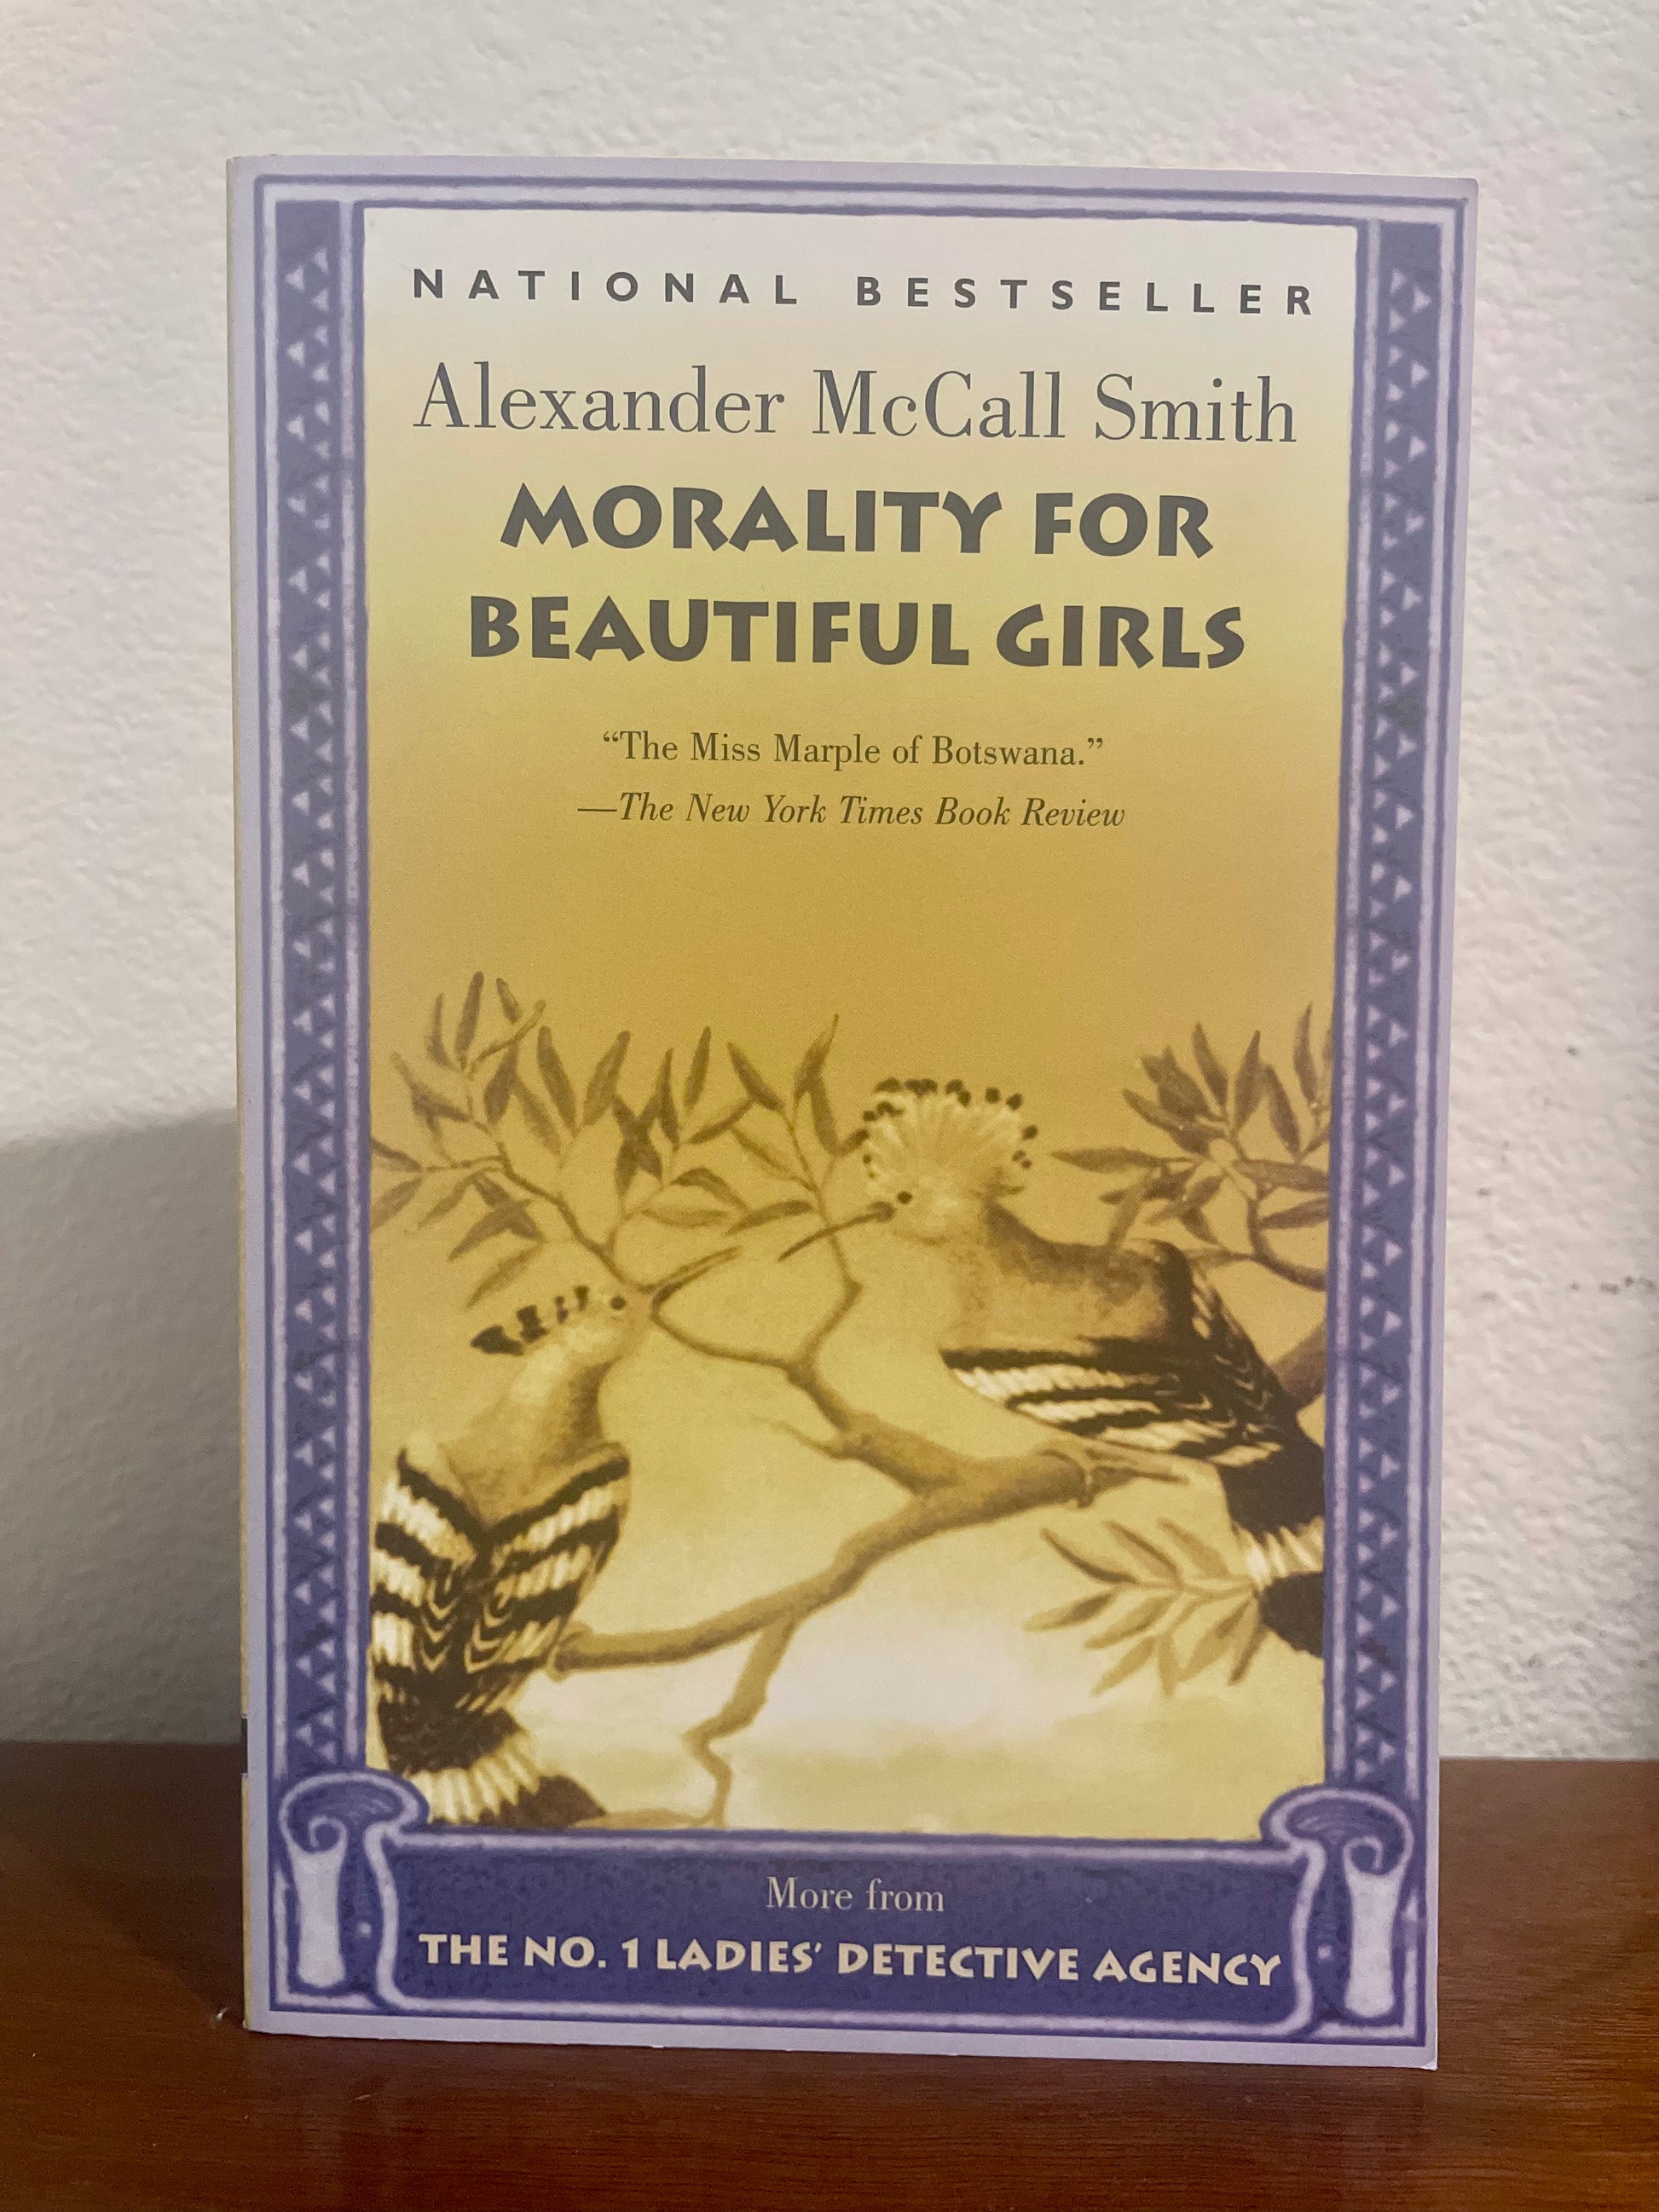 NATIONAL BESTSELLER
Alexander McCall Smith
MORALITY FOR
BEAUTIFUL GIRLS
“The Miss Marple of Botswana.”
—The New York Times Book Review
More from
THE NO. 1 LADIES’ DETECTIVE AGENCY